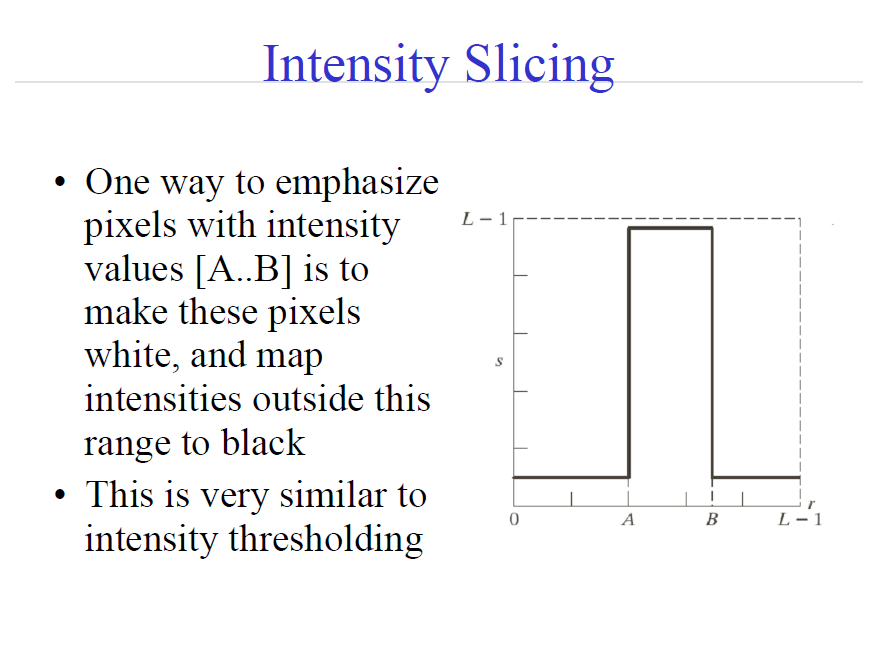 Intensity Slicing
• One way to emphasize
pixels with intensity
values [A..B] is to
make these pixels
white, and map
intensities outside this
range to black
• This is very similar to
intensity thresholding
L – 1
s
r
0
A
B
L – 1